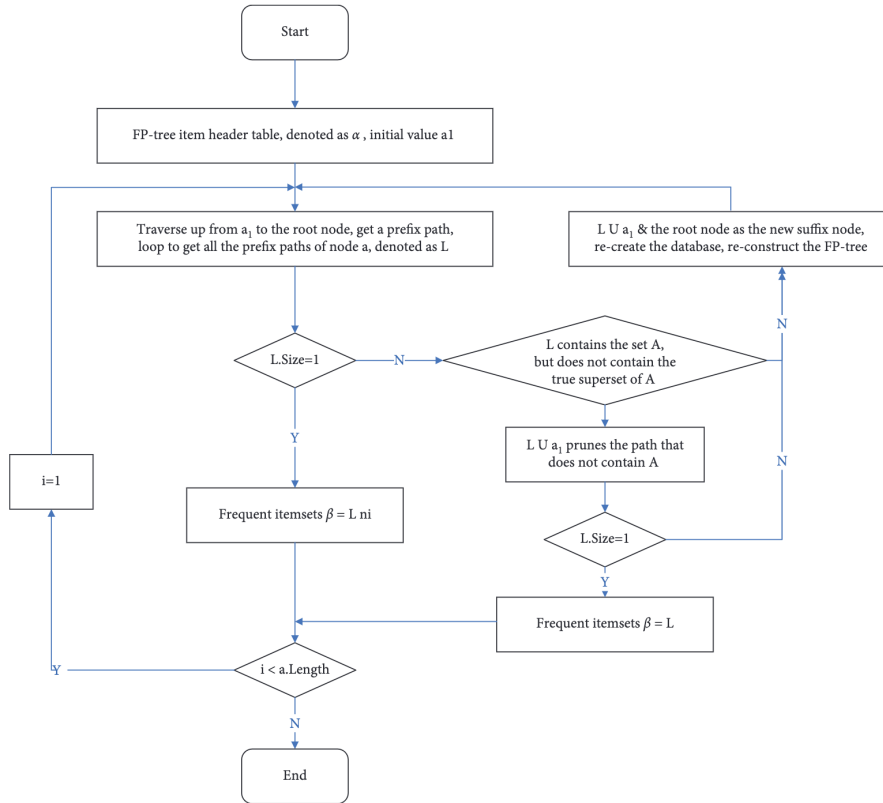 Start
FP-tree item header table, denoted as α , initial value a1
Traverse up from a₁ to the root node, get a prefix path,
loop to get all the prefix paths of node a, denoted as L
L U a₁ & the root node as the new suffix node,
re-create the database, re-construct the FP-tree
N
L contains the set A,
but does not contain the
true superset of A
L.Size=1
N
Y
L U a₁ prunes the path that
does not contain A
N
i=1
Frequent itemsets β = L ni
L.Size=1
Y
Frequent itemsets β = L
i < a.Length
Y
N
End